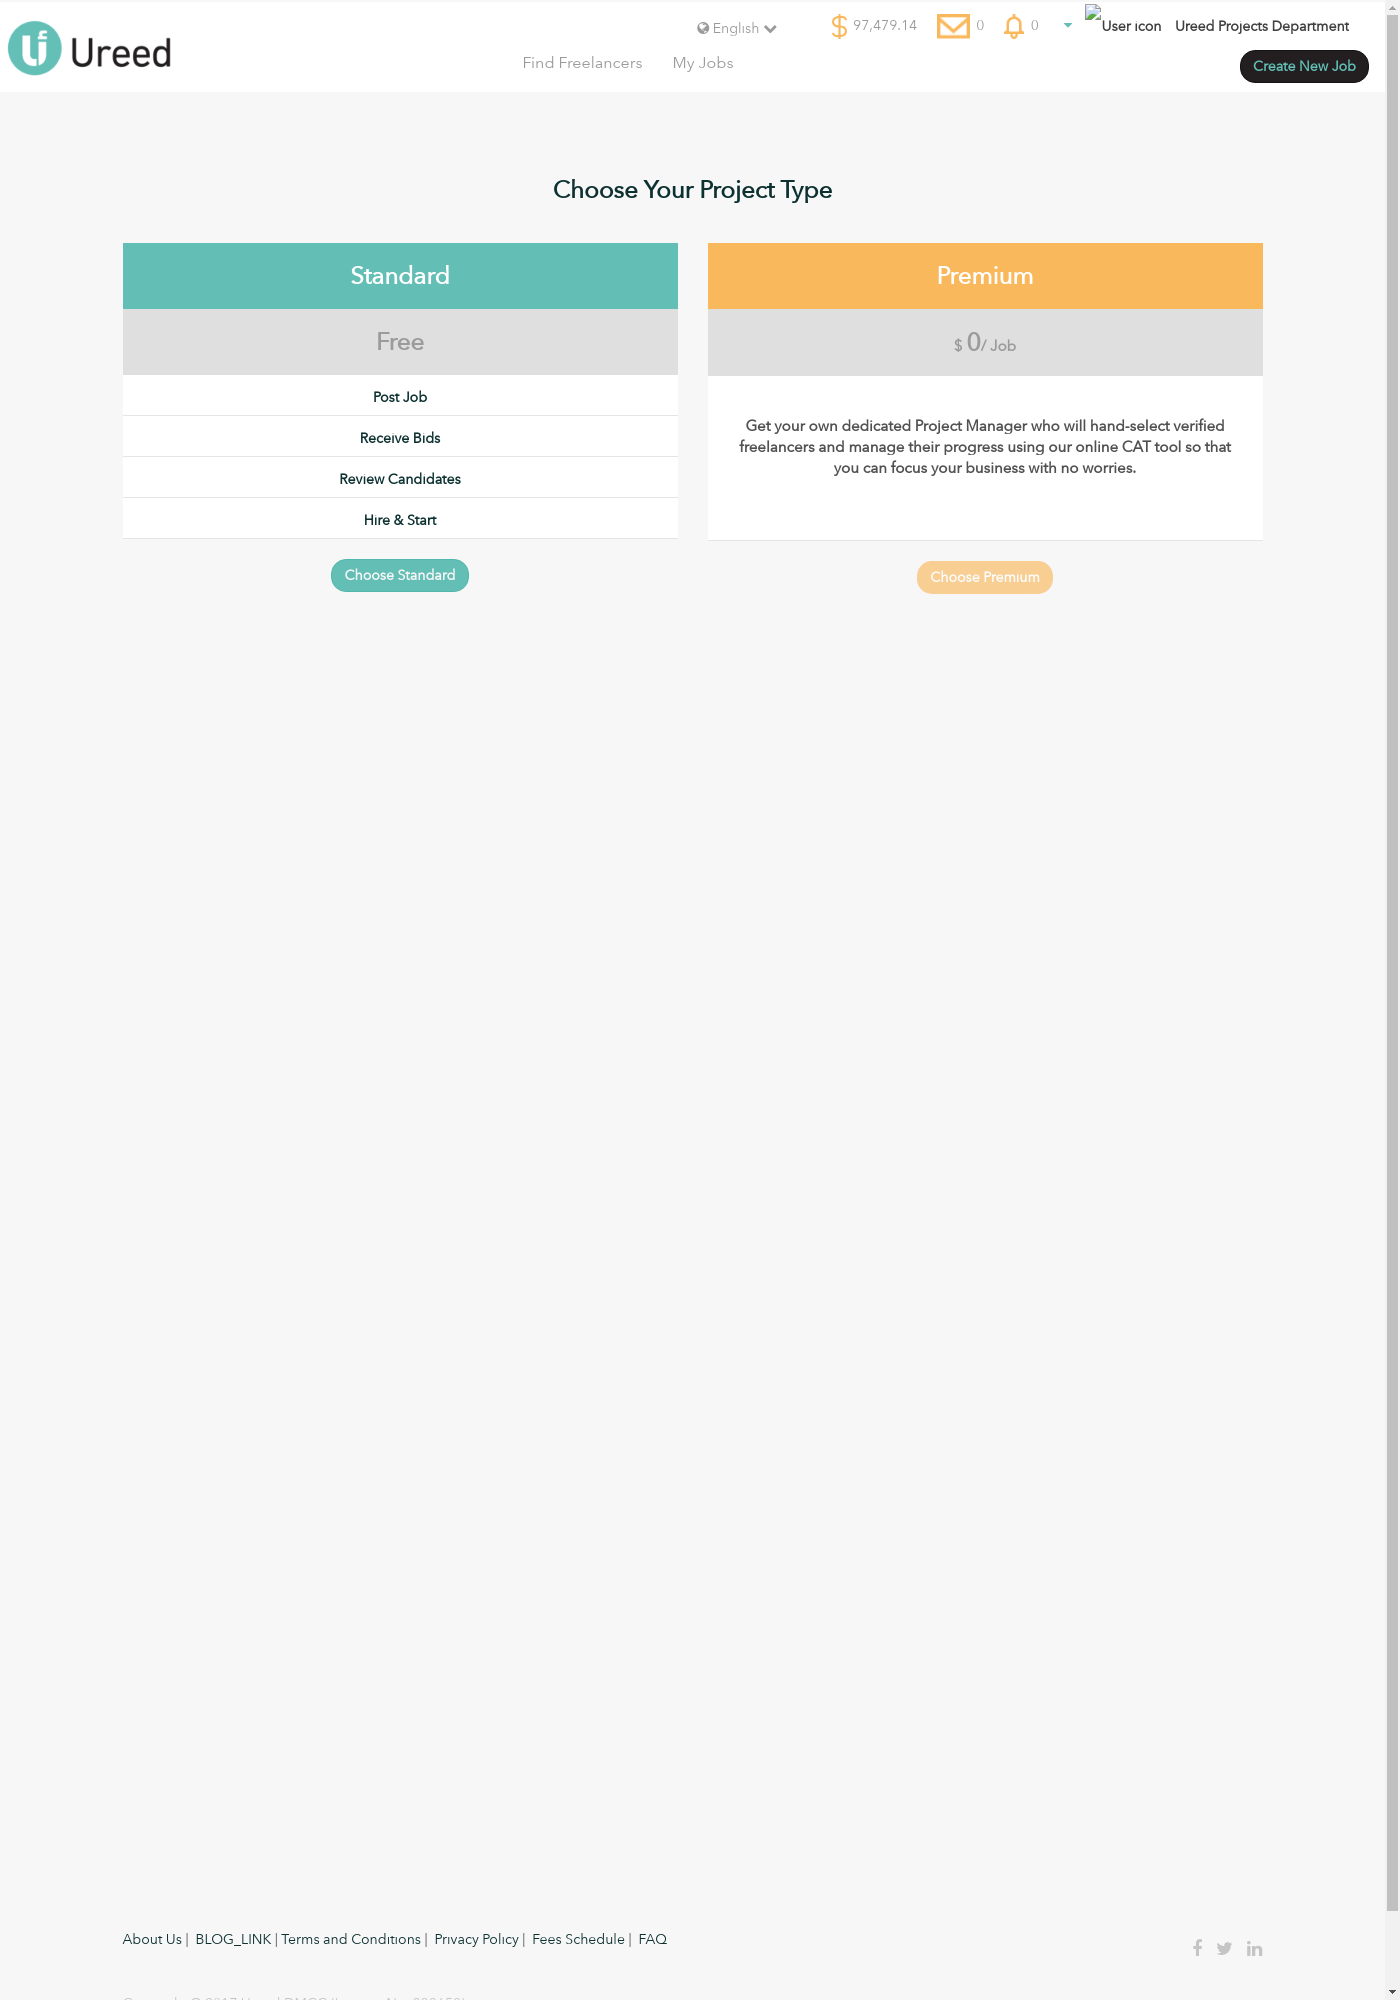 Ureed
English
97,479.14
0
0
User icon
Ureed Projects Department
Find Freelancers
My Jobs
Create New Job
Choose Your Project Type
Standard
Free
Post Job
Receive Bids
Review Candidates
Hire & Start
Choose Standard
Premium
$ 0/ Job
Get your own dedicated Project Manager who will hand-select verified
freelancers and manage their progress using our online CAT tool so that
you can focus your business with no worries.
Choose Premium
About Us | BLOG_LINK | Terms and Conditions | Privacy Policy | Fees Schedule | FAQ